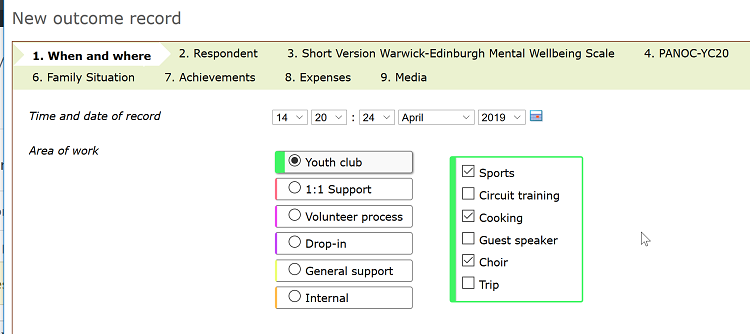 New outcome record
1. When and where 2. Respondent 3. Short Version Warwick-Edinburgh Mental Wellbeing Scale 4. PANOC-YC20
6. Family Situation 7. Achievements 8. Expenses 9. Media
Time and date of record 14 20 : 24 April 2019
Area of work
Youth club
1:1 Support
Volunteer process
Drop-in
General support
Internal
Sports
Circuit training
Cooking
Guest speaker
Choir
Trip